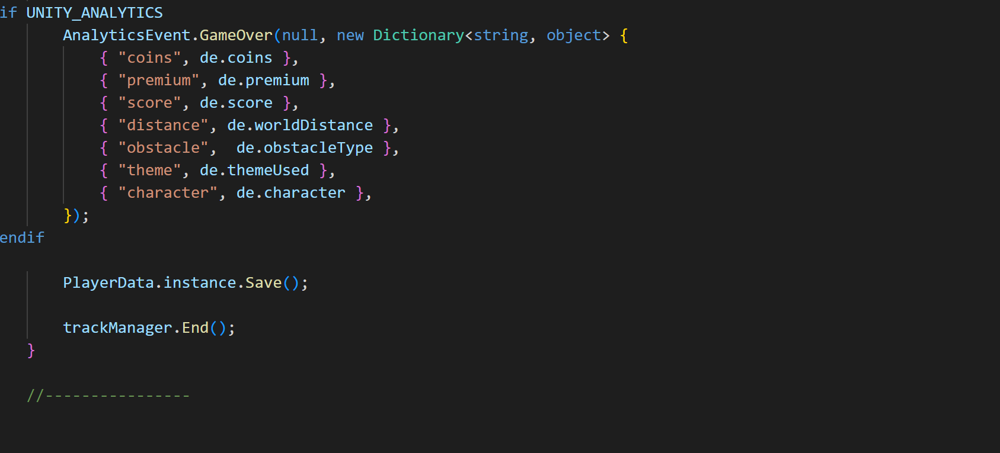 if UNITY_ANALYTICS
AnalyticsEvent.GameOver(null, new Dictionary<string, object> {
{ "coins", de.coins },
{ "premium", de.premium },
{ "score", de.score },
{ "distance", de.worldDistance },
{ "obstacle",  de.obstacleType },
{ "theme", de.themeUsed },
{ "character", de.character },
});
endif
PlayerData.instance.Save();
trackManager.End();
}
//----------------